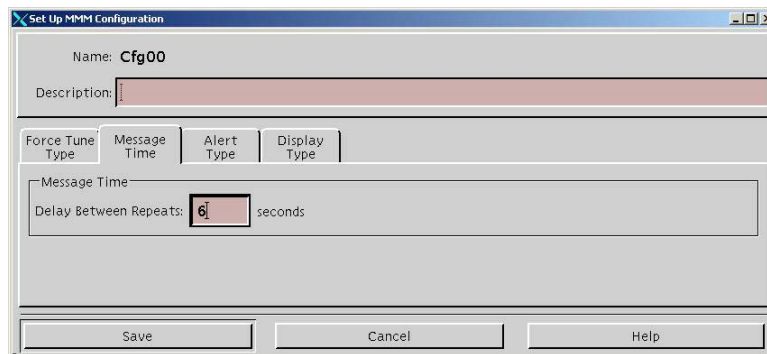 Set Up MMM Configuration
Name: Cfg00
Description:
Force Tune Type
Message Time
Alert Type
Display Type
Message Time
Delay Between Repeats: 6 seconds
Save Cancel Help